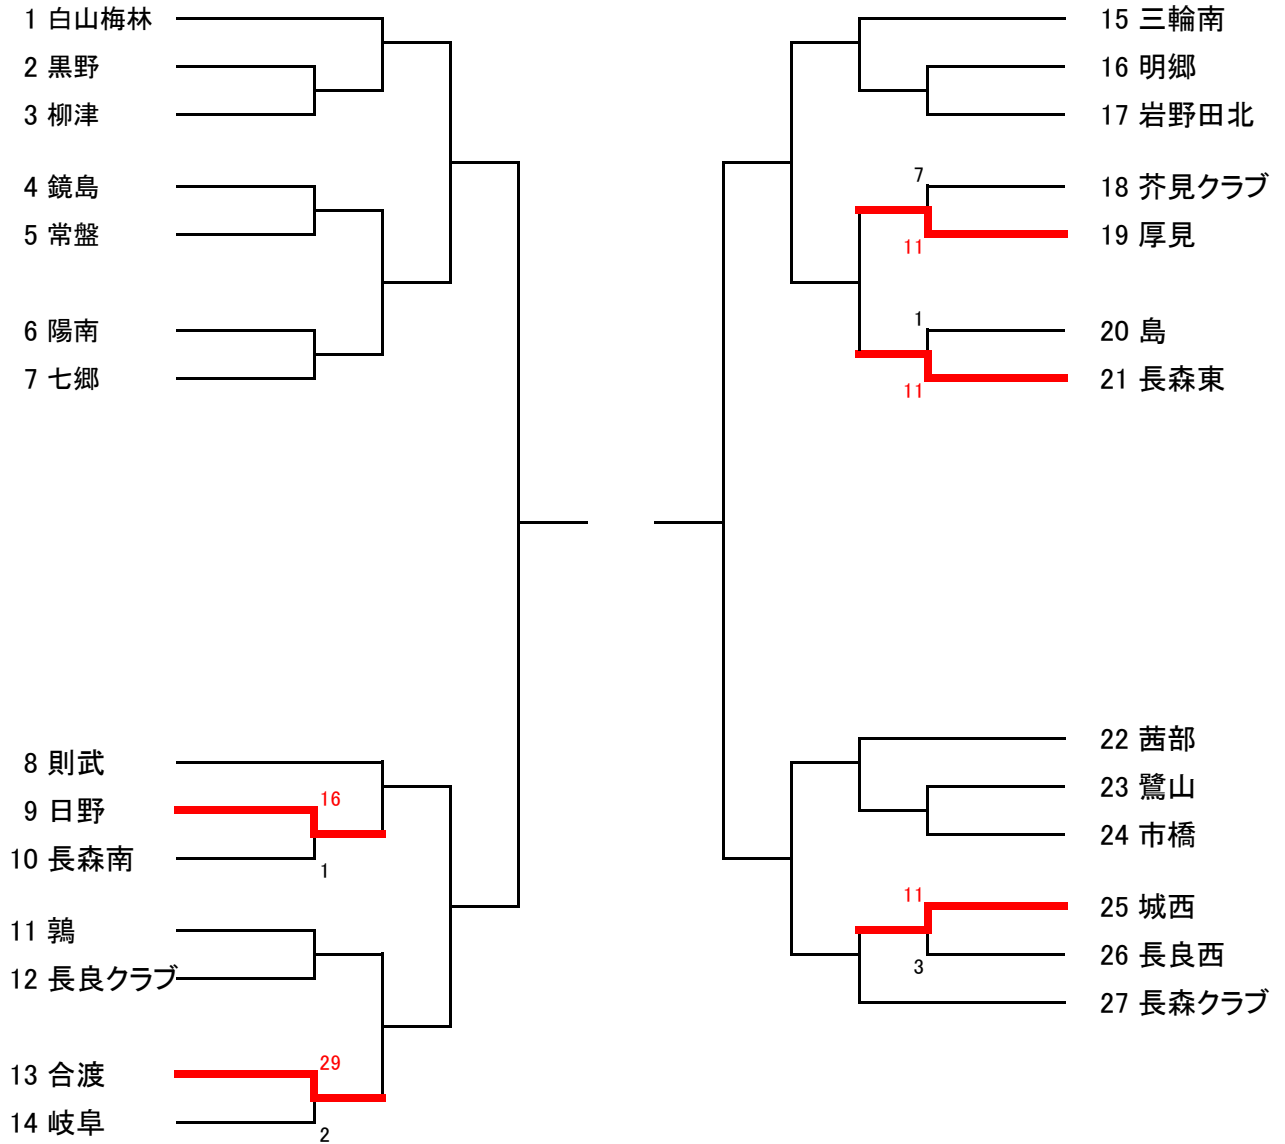 1 白山梅林
2 黒野
3 柳津
4 鏡島
5 常盤
6 陽南
7 七郷
8 則武
9 日野
16
10 長森南
1
11 鶉
12 長良クラブ
13 合渡
29
14 岐阜
2
15 三輪南
16 明郷
17 岩野田北
7
18 芥見クラブ
19 厚見
11
1
20 島
21 長森東
11
22 茜部
23 鷺山
24 市橋
11
25 城西
26 長良西
3
27 長森クラブ